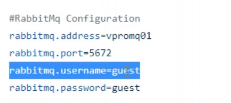 #RabbitMq Configuration
rabbitmq.address=vpromq01
rabbitmq.port=5672
rabbitmq.username=guest
rabbitmq.password=guest